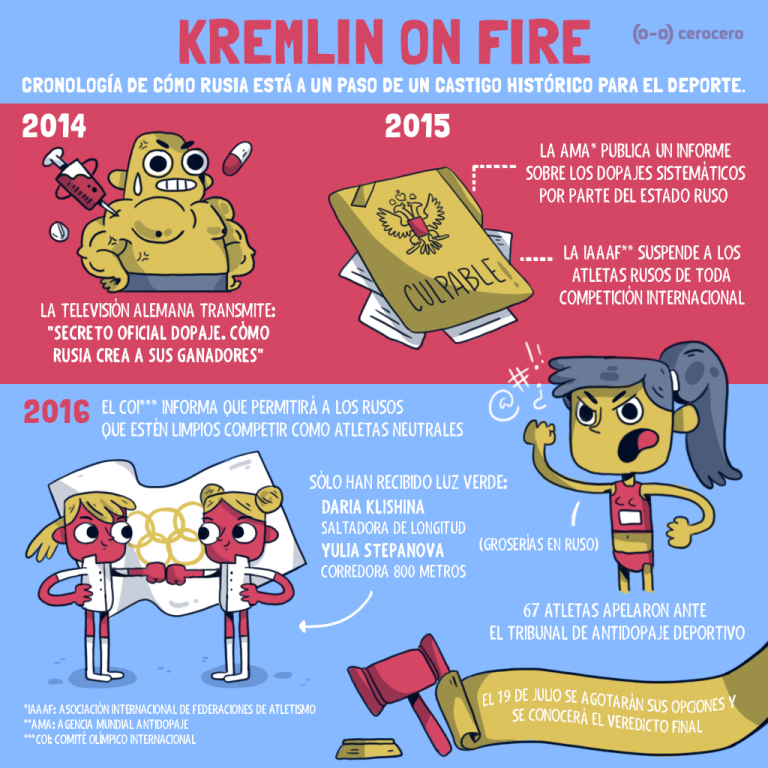 KREMLIN ON FIRE
(o-o) cerocero
CRONOLOGÍA DE CÓMO RUSIA ESTÁ A UN PASO DE UN CASTIGO HISTÓRICO PARA EL DEPORTE.
2014
LA TELEVISIÓN ALEMANA TRANSMITE:
"SECRETO OFICIAL DOPAJE. CÓMO
RUSIA CREA A SUS GANADORES"
2015
LA AMA* PUBLICA UN INFORME
SOBRE LOS DOPAJES SISTEMÁTICOS
POR PARTE DEL ESTADO RUSO
LA IAAAF** SUSPENDE A LOS
ATLETAS RUSOS DE TODA
COMPETICIÓN INTERNACIONAL
CULPABLE!
2016
EL COI*** INFORMA QUE PERMITIRÁ A LOS RUSOS
QUE ESTÉN LIMPIOS COMPETIR COMO ATLETAS NEUTRALES
SÓLO HAN RECIBIDO LUZ VERDE:
DARIA KLISHINA
SALTADORA DE LONGITUD
YULIA STEPANOVA
CORREDORA 800 METROS
@#!!¿
(GROSERÍAS EN RUSO)
67 ATLETAS APELARON ANTE
EL TRIBUNAL DE ANTIDOPAJE DEPORTIVO
EL 19 DE JULIO SE AGOTARÁN SUS OPCIONES Y
SE CONOCERÁ EL VEREDICTO FINAL
*IAAAF: ASOCIACIÓN INTERNACIONAL DE FEDERACIONES DE ATLETISMO
**AMA: AGENCIA MUNDIAL ANTIDOPAJE
***COI: COMITÉ OLÍMPICO INTERNACIONAL